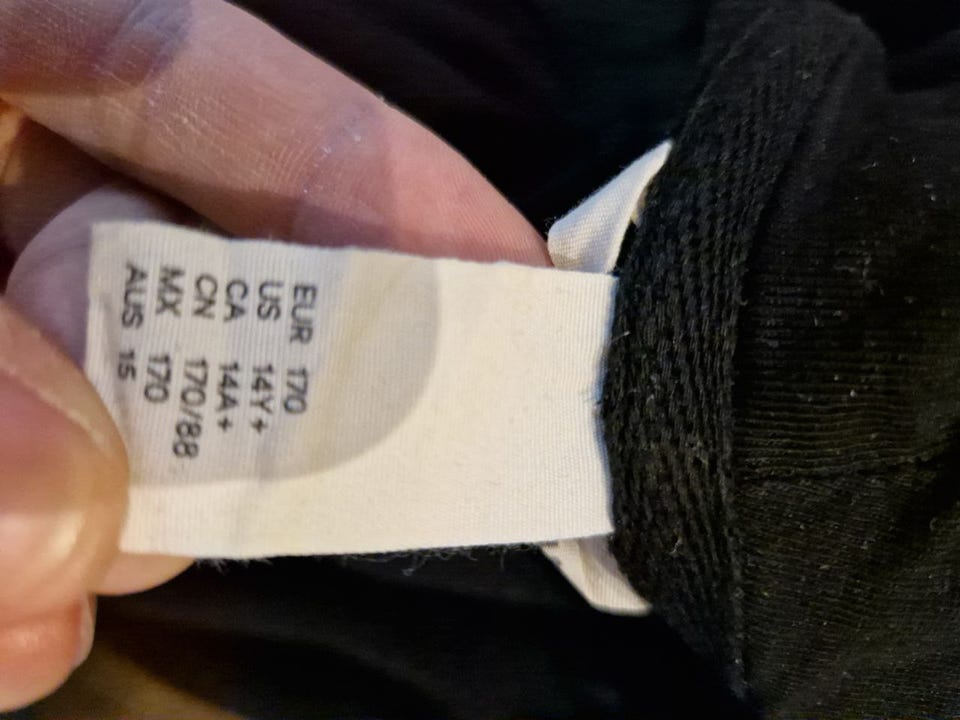 EUR 170
US 14Y+
CA 14A+
CN 170/88
MX 170
AUS 15